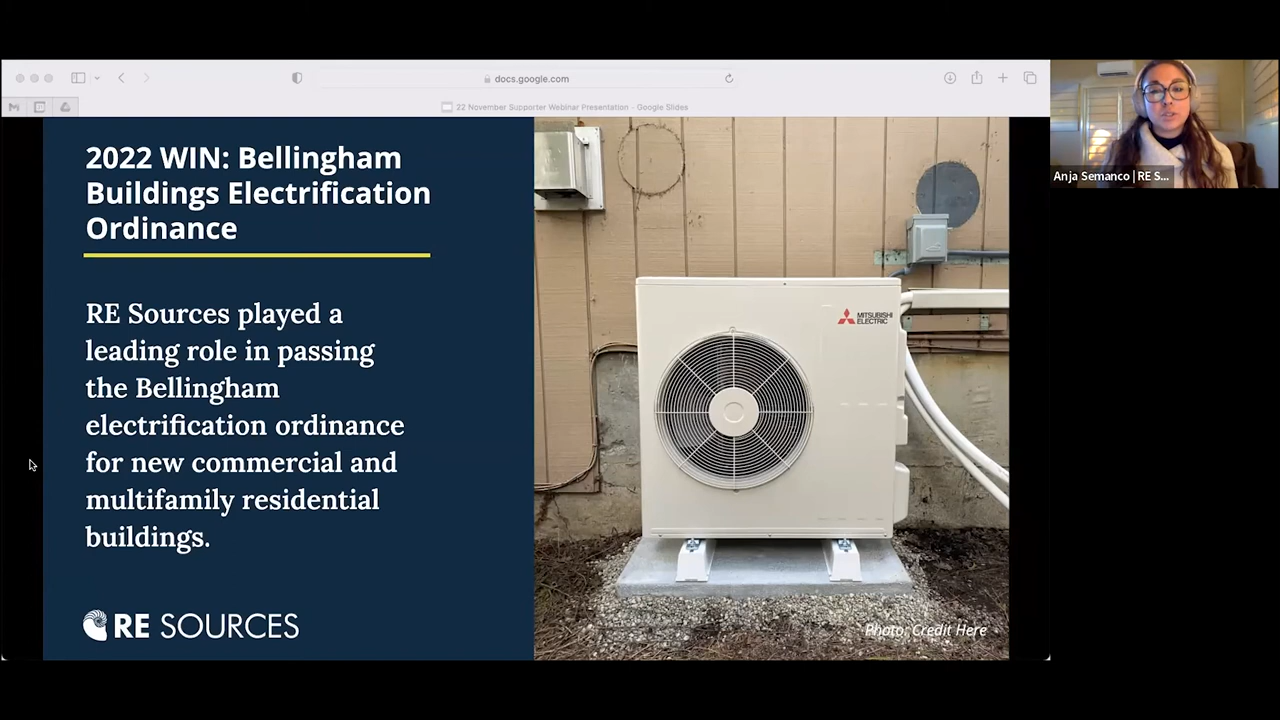 docs.google.com
22 November Supporter Webinar Presentation - Google Slides
2022 WIN: Bellingham
Buildings Electrification
Ordinance
RE Sources played a
leading role in passing
the Bellingham
electrification ordinance
for new commercial and
multifamily residential
buildings.
RE SOURCES
MITSUBISHI
ELECTRIC
Photo: Credit Here
Anja Semanco | RE S...